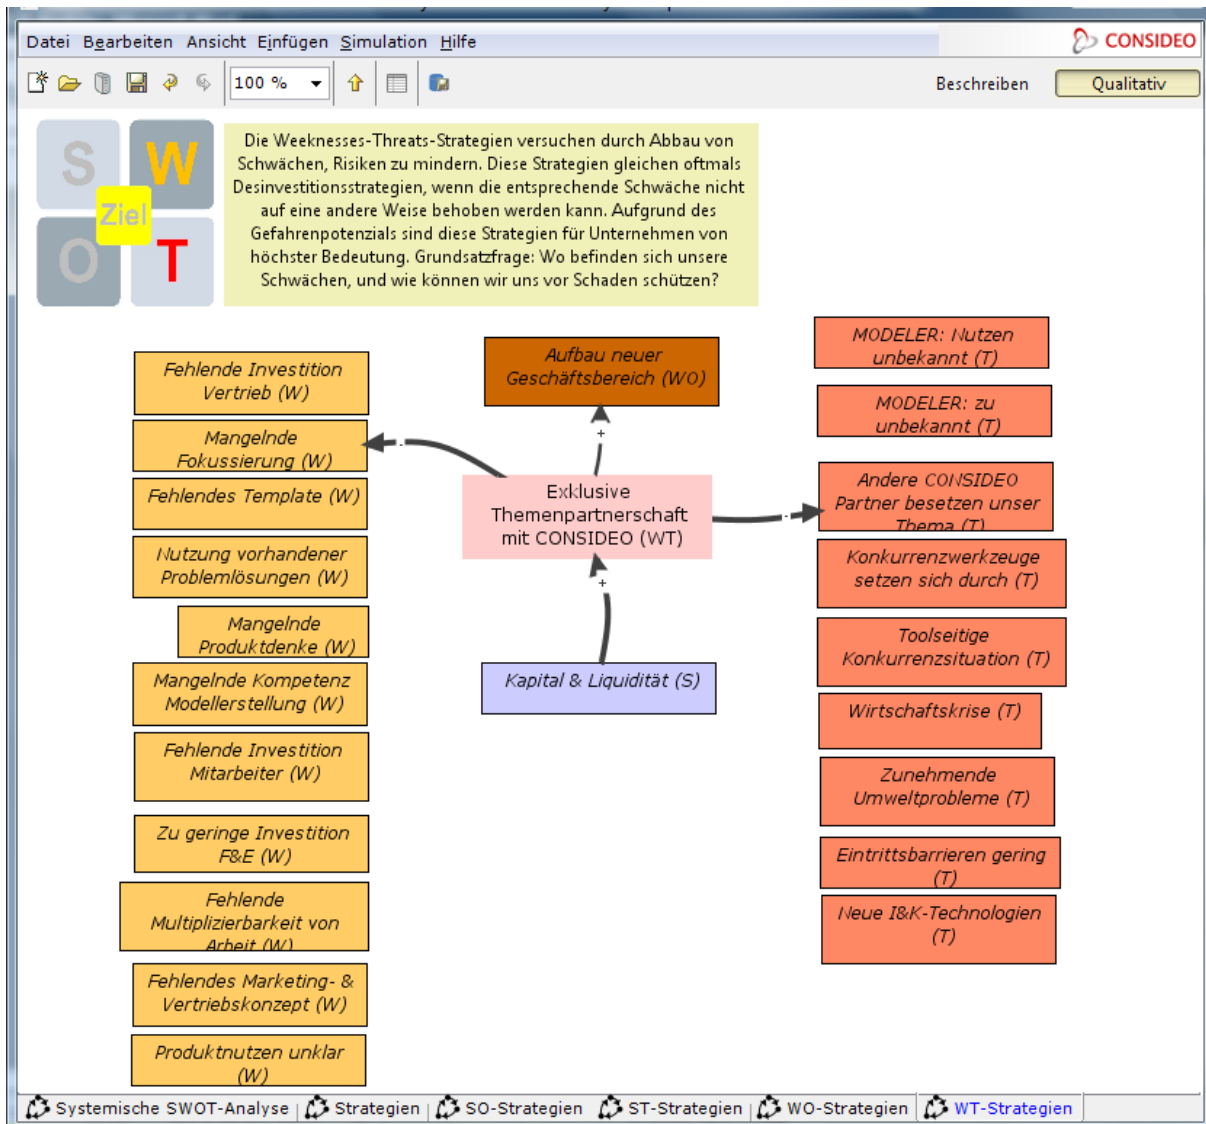 Datei Bearbeiten Ansicht Einfügen Simulation Hilfe
CONSIDEO
100 %
Beschreiben
Qualitativ
S
W
Ziel
O
T
Die Weeknesses-Threats-Strategien versuchen durch Abbau von
Schwächen, Risiken zu mindern. Diese Strategien gleichen oftmals
Desinvestitionsstrategien, wenn die entsprechende Schwäche nicht
auf eine andere Weise behoben werden kann. Aufgrund des
Gefahrenpotenzials sind diese Strategien für Unternehmen von
höchster Bedeutung. Grundsatzfrage: Wo befinden sich unsere
Schwächen, und wie können wir uns vor Schaden schützen?
Fehlende Investition
Vertrieb (W)
Mangelnde
Fokussierung (W)
Fehlendes Template (W)
Nutzung vorhandener
Problemlösungen (W)
Mangelnde
Produktdenke (W)
Mangelnde Kompetenz
Modellerstellung (W)
Fehlende Investition
Mitarbeiter (W)
Zu geringe Investition
F&E (W)
Fehlende
Multiplizierbarkeit von
Arbeit (W)
Fehlendes Marketing- &
Vertriebskonzept (W)
Produktnutzen unklar
(W)
Aufbau neuer
Geschäftsbereich (WO)
+
-
Exklusive
Themenpartnerschaft
mit CONSIDEO (WT)
-
+
Kapital & Liquidität (S)
MODELER: Nutzen
unbekannt (T)
MODELER: zu
unbekannt (T)
Andere CONSIDEO
Partner besetzen unser
Thema (T)
Konkurrenzwerkzeuge
setzen sich durch (T)
Toolseitige
Konkurrenzsituation (T)
Wirtschaftskrise (T)
Zunehmende
Umweltprobleme (T)
Eintrittsbarrieren gering
(T)
Neue I&K-Technologien
(T)
Systemische SWOT-Analyse
Strategien
SO-Strategien
ST-Strategien
WO-Strategien
WT-Strategien